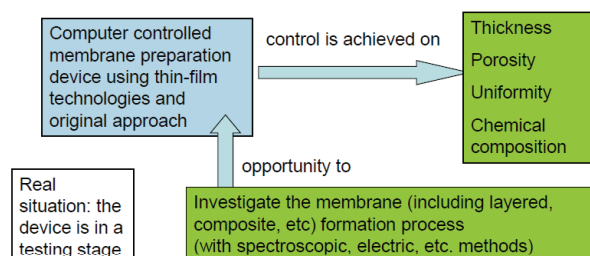 Computer controlled
membrane preparation
device using thin-film
technologies and
original approach
control is achieved on
Thickness
Porosity
Uniformity
Chemical
composition
opportunity to
Real
situation: the
device is in a
testing stage
Investigate the membrane (including layered,
composite, etc) formation process
(with spectroscopic, electric, etc. methods)